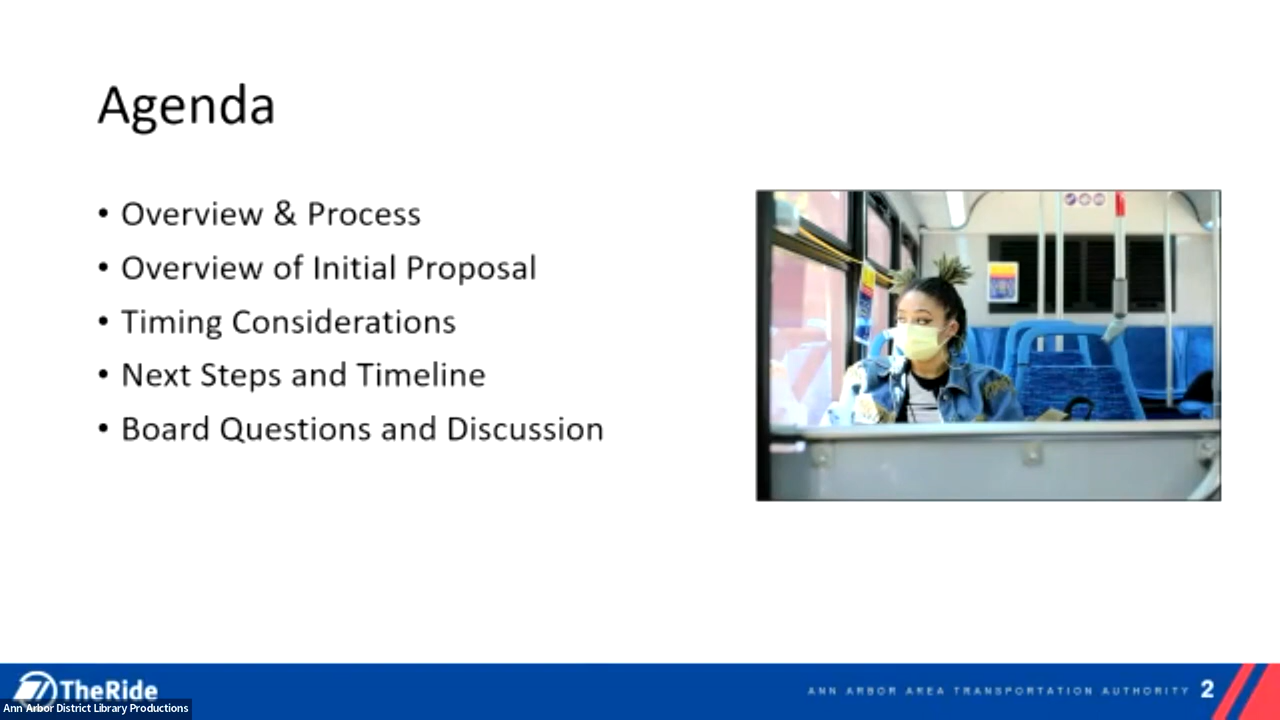 Agenda
• Overview & Process
• Overview of Initial Proposal
• Timing Considerations
• Next Steps and Timeline
• Board Questions and Discussion
TheRide
ANN ARBOR AREA TRANSPORTATION AUTHORITY 2
Ann Arbor District Library Productions